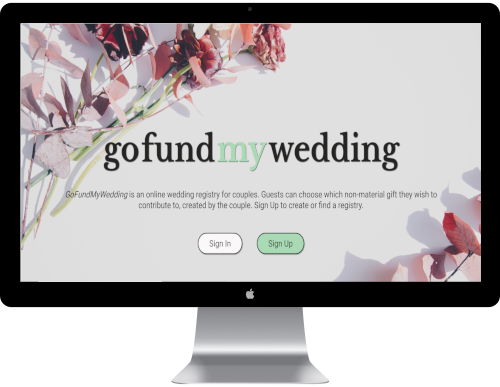 gofundmywedding
GoFundMyWedding is an online wedding registry for couples. Guests can choose which non-material gift they wish to
contribute to, created by the couple. Sign Up to create or find a registry.
Sign In Sign Up